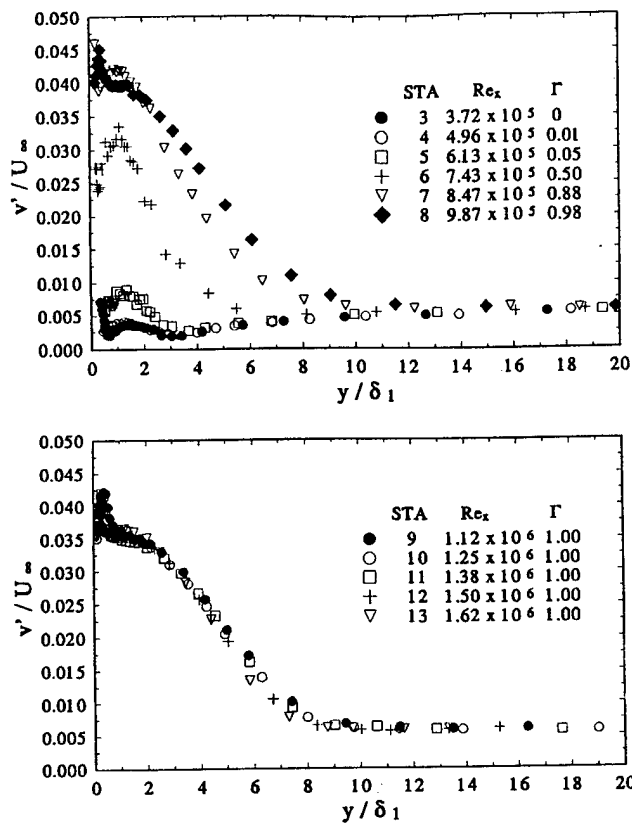 0.050
0.045
0.040
0.035
0.030
0.025
0.020
0.015
0.010
0.005
0.000
v' / U∞
STA Reₓ Γ
3 3.72 x 10⁵ 0
4 4.96 x 10⁵ 0.01
5 6.13 x 10⁵ 0.05
6 7.43 x 10⁵ 0.50
7 8.47 x 10⁵ 0.88
8 9.87 x 10⁵ 0.98
0 2 4 6 8 10 12 14 16 18 20
y / δ₁
0.050
0.045
0.040
0.035
0.030
0.025
0.020
0.015
0.010
0.005
0.000
v' / U∞
STA Reₓ Γ
9 1.12 x 10⁶ 1.00
10 1.25 x 10⁶ 1.00
11 1.38 x 10⁶ 1.00
12 1.50 x 10⁶ 1.00
13 1.62 x 10⁶ 1.00
0 2 4 6 8 10 12 14 16 18 20
y / δ₁